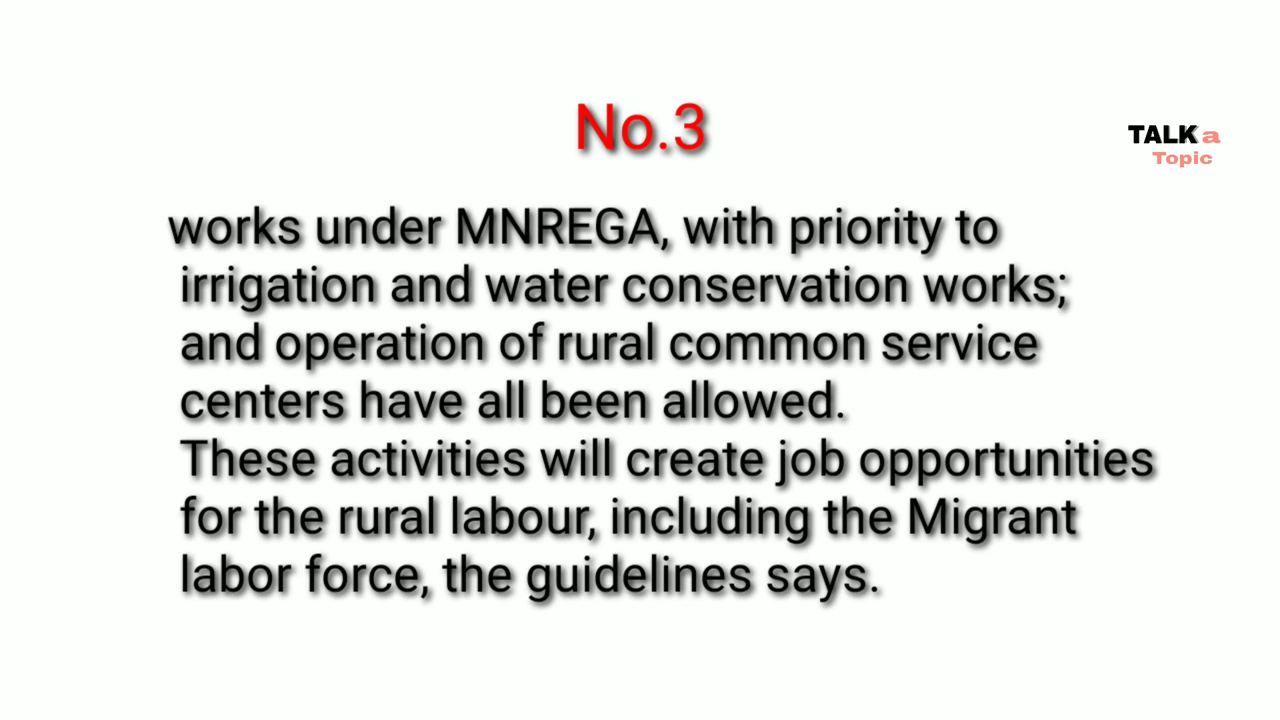 No.3
TALK a
Topic
works under MNREGA, with priority to
irrigation and water conservation works;
and operation of rural common service
centers have all been allowed.
These activities will create job opportunities
for the rural labour, including the Migrant
labor force, the guidelines says.